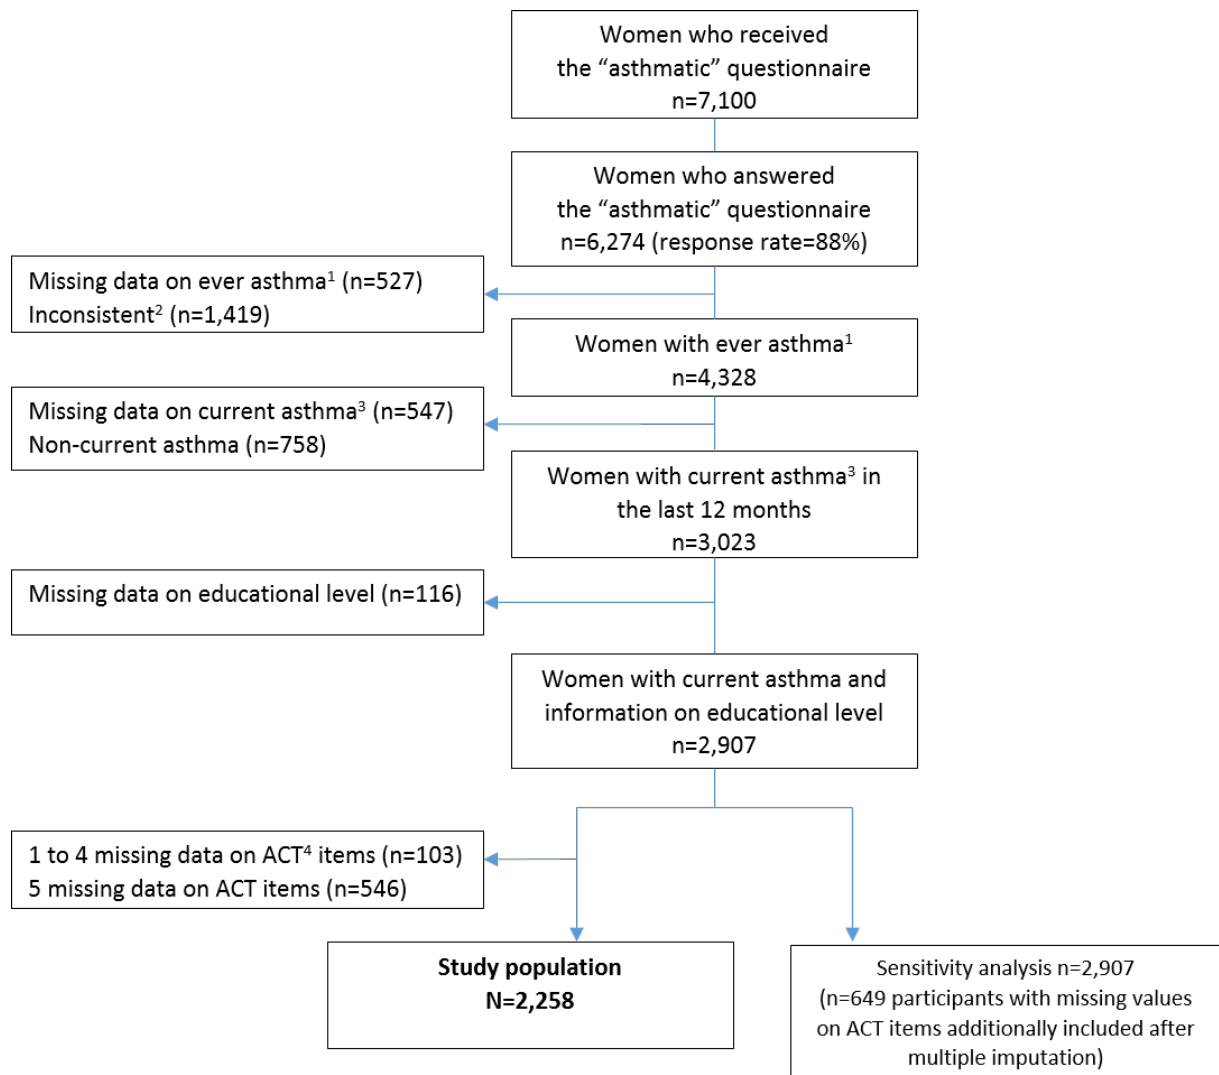 Women who received
the “asthmatic” questionnaire
n=7,100
Women who answered
the “asthmatic” questionnaire
n=6,274 (response rate=88%)
Missing data on ever asthma¹ (n=527)
Inconsistent² (n=1,419)
Women with ever asthma¹
n=4,328
Missing data on current asthma³ (n=547)
Non-current asthma (n=758)
Women with current asthma³ in
the last 12 months
n=3,023
Missing data on educational level (n=116)
Women with current asthma and
information on educational level
n=2,907
1 to 4 missing data on ACT⁴ items (n=103)
5 missing data on ACT items (n=546)
Study population
N=2,258
Sensitivity analysis n=2,907
(n=649 participants with missing values
on ACT items additionally included after
multiple imputation)